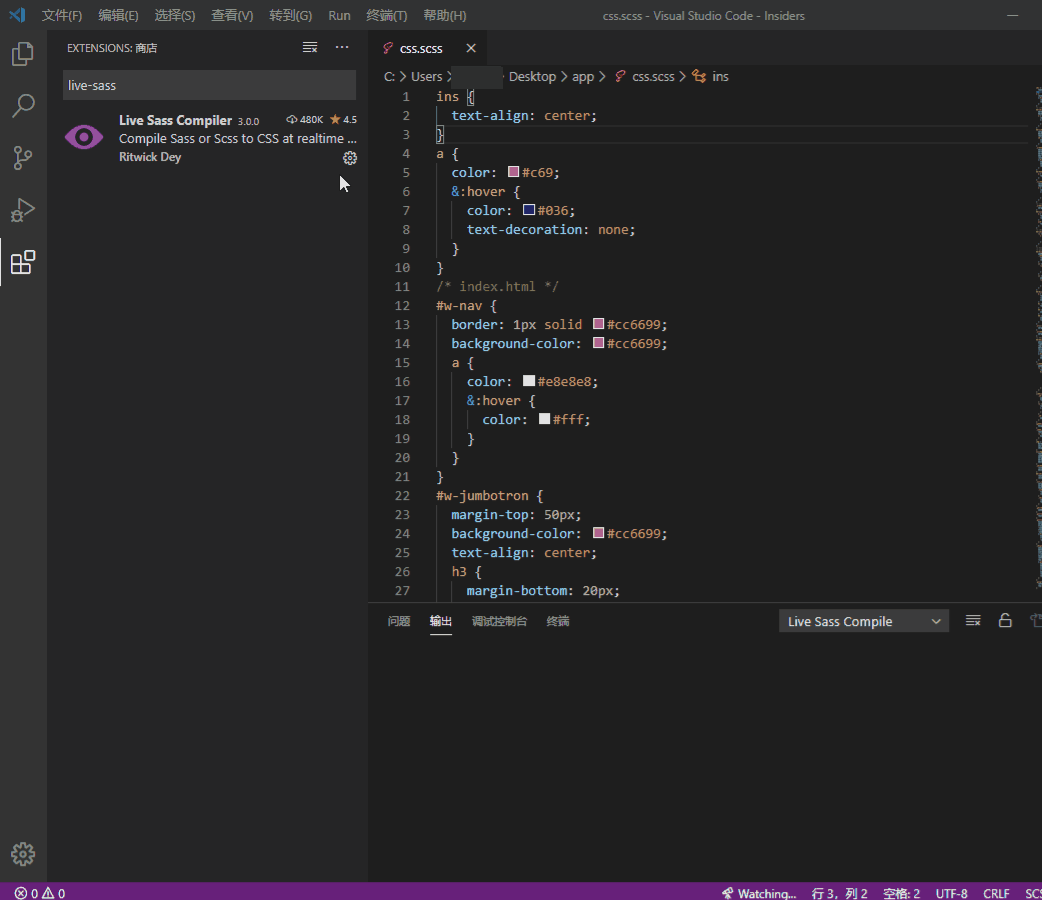 文件(F) 编辑(E) 选择(S) 查看(V) 转到(G) Run 终端(T) 帮助(H) css.scss - Visual Studio Code - Insiders
EXTENSIONS: 商店
live-sass
Live Sass Compiler 3.0.0 480K 4.5
Compile Sass or Scss to CSS at realtime ...
Ritwick Dey
css.scss
C: > Users > Desktop > app > css.scss > ins
1 ins {
2 text-align: center;
3 }
4 a {
5 color: #c69;
6 &:hover {
7 color: #036;
8 text-decoration: none;
9 }
10 }
11 /* index.html */
12 #w-nav {
13 border: 1px solid #cc6699;
14 background-color: #cc6699;
15 a {
16 color: #e8e8e8;
17 &:hover {
18 color: #fff;
19 }
20 }
21 }
22 #w-jumbotron {
23 margin-top: 50px;
24 background-color: #cc6699;
25 text-align: center;
26 h3 {
27 margin-bottom: 20px;
问题 输出 调试控制台 终端 Live Sass Compile
0 0 Watching... 行 3，列 2 空格: 2 UTF-8 CRLF SCS